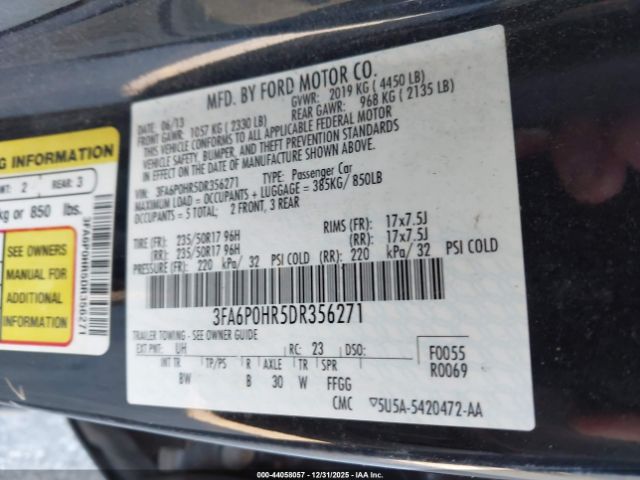 MFD. BY FORD MOTOR CO.
DATE: 06/13 GVWR: 2019 KG ( 4450 LB)
FRONT GAWR: 1057 KG ( 2330 LB) REAR GAWR: 968 KG ( 2135 LB)
THIS VEHICLE CONFORMS TO ALL APPLICABLE FEDERAL MOTOR
VEHICLE SAFETY, BUMPER, AND THEFT PREVENTION STANDARDS
IN EFFECT ON THE DATE OF MANUFACTURE SHOWN ABOVE.
VIN: 3FA6P0HR5DR356271 TYPE: Passenger Car
MAXIMUM LOAD = OCCUPANTS + LUGGAGE = 385KG/ 850LB
OCCUPANTS = 5 TOTAL; 2 FRONT, 3 REAR
TIRE (FR): 235/50R17 96H RIMS (FR): 17x7.5J
(RR): 235/50R17 96H (RR): 17x7.5J
PRESSURE (FR): 220 kPa/ 32 PSI COLD (RR): 220 kPa/ 32 PSI COLD
3FA6P0HR5DR356271
TRAILER TOWING - SEE OWNER GUIDE
EXT PNT: UH RC: 23 DSO: F0055
INT TR TP/PS R AXLE TR SPR R0069
BW B 30 W FFGG
CMC 5U5A-5420472-AA
NG INFORMATION
NT: 2 REAR: 3
kg or 850 lbs.
SEE OWNERS
MANUAL FOR
ADDITIONAL
INFORMATION
3FA6P0HR5DR356271
000-44058057 - 12/31/2025 - IAA.